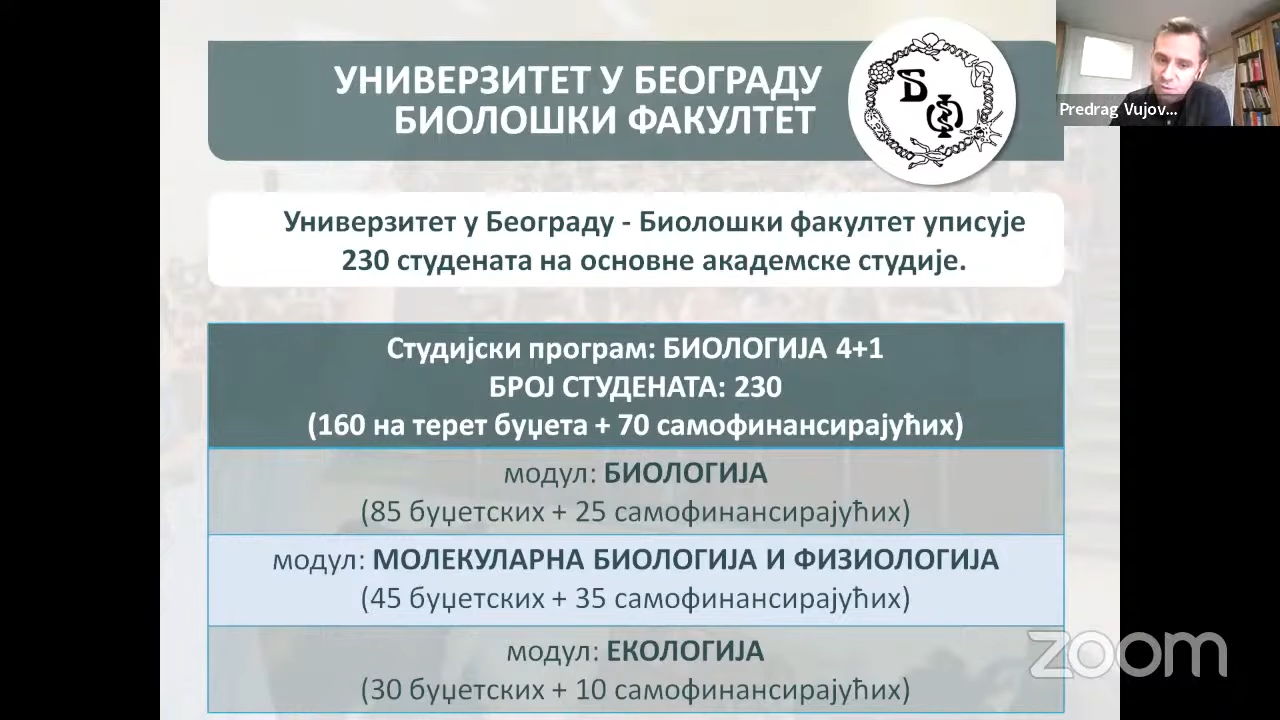 УНИВЕРЗИТЕТ У БЕОГРАДУ
БИОЛОШКИ ФАКУЛТЕТ
БФ
Predrag Vujov...
Универзитет у Београду - Биолошки факултет уписује
230 студената на основне академске студије.
Студијски програм: БИОЛОГИЈА 4+1
БРОЈ СТУДЕНАТА: 230
(160 на терет буџета + 70 самофинансирајућих)
модул: БИОЛОГИЈА
(85 буџетских + 25 самофинансирајућих)
модул: МОЛЕКУЛАРНА БИОЛОГИЈА И ФИЗИОЛОГИЈА
(45 буџетских + 35 самофинансирајућих)
модул: ЕКОЛОГИЈА
(30 буџетских + 10 самофинансирајућих)
zoom